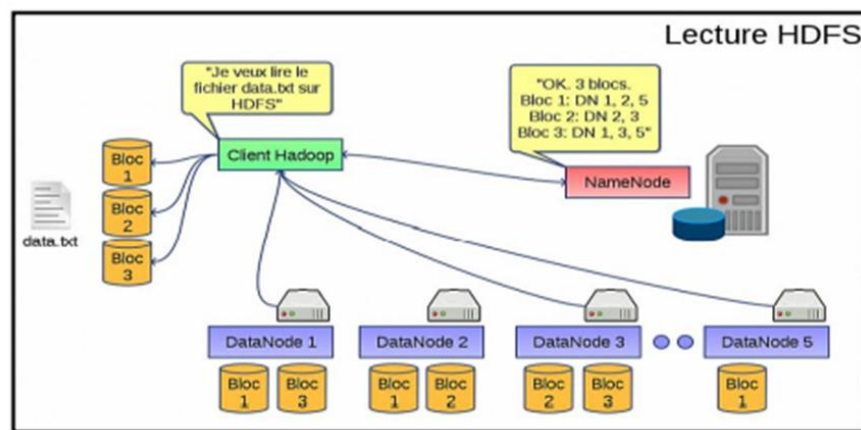 Lecture HDFS
"Je veux lire le
fichier data.txt sur
HDFS"
"OK. 3 blocs.
Bloc 1: DN 1, 2, 5
Bloc 2: DN 2, 3
Bloc 3: DN 1, 3, 5"
Client Hadoop
NameNode
Bloc
1
Bloc
2
Bloc
3
data.txt
DataNode 1
DataNode 2
DataNode 3
DataNode 5
Bloc
1
Bloc
3
Bloc
1
Bloc
2
Bloc
2
Bloc
3
Bloc
1